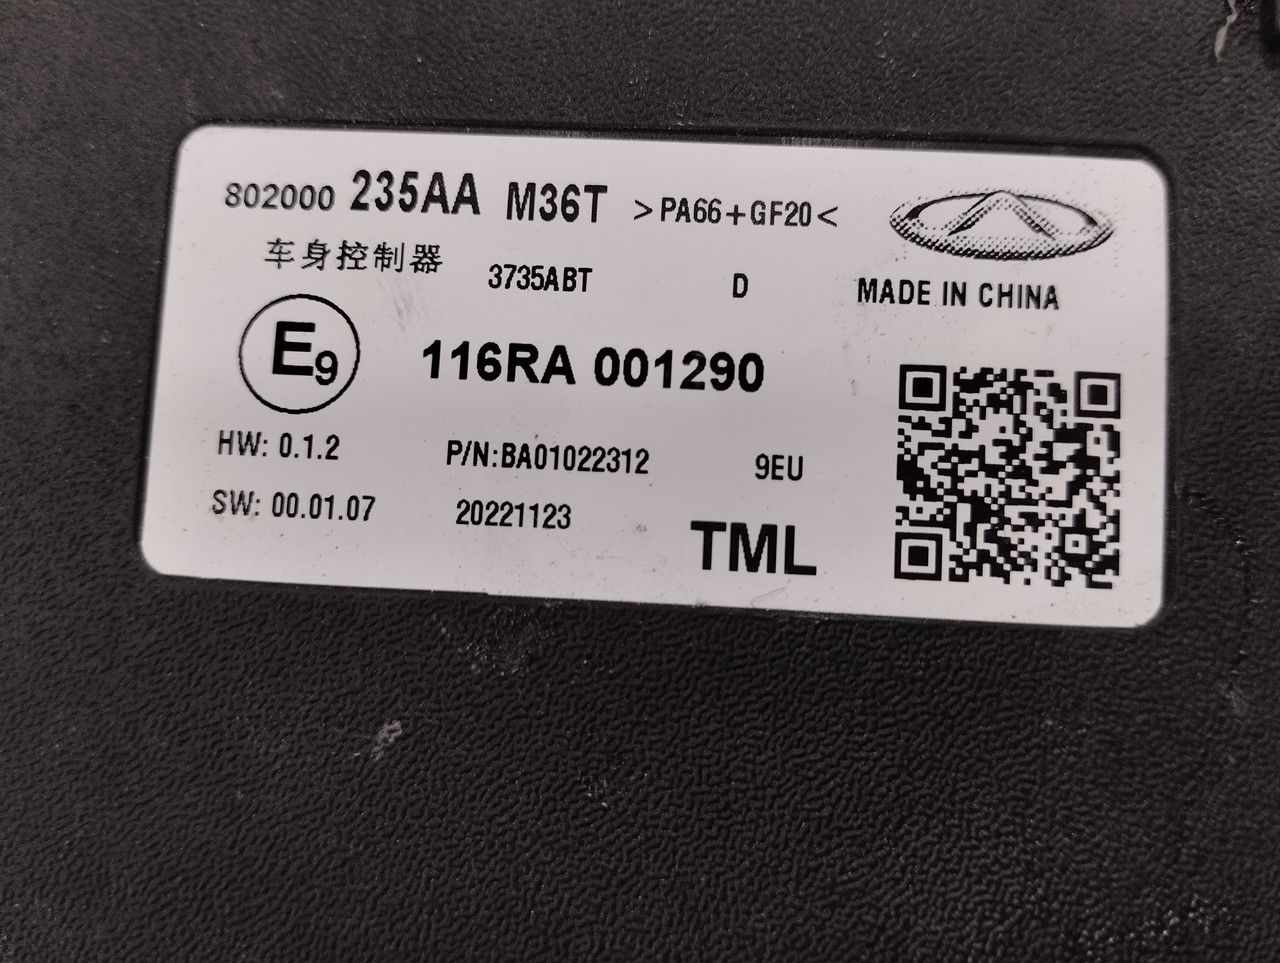 802000 235AA M36T >PA66+GF20<
车身控制器 3735ABT D MADE IN CHINA
E9 116RA 001290
HW: 0.1.2 P/N:BA01022312 9EU
SW: 00.01.07 20221123 TML